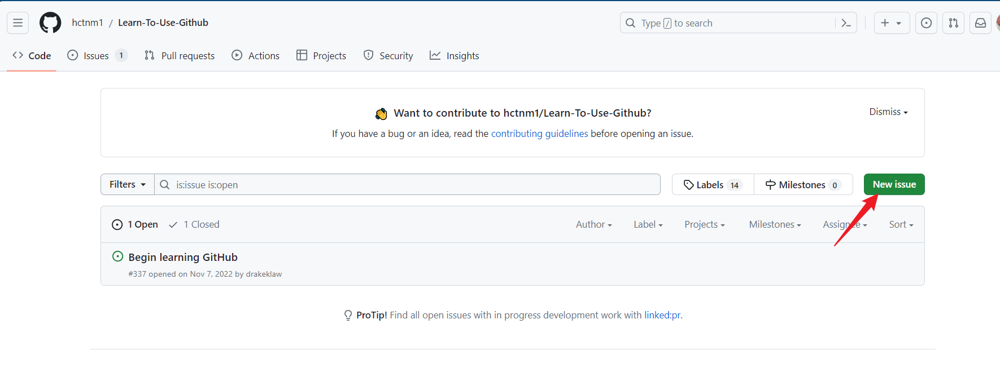 hctnm1 / Learn-To-Use-Github
Type / to search
Code Issues 1 Pull requests Actions Projects Security Insights
Want to contribute to hctnm1/Learn-To-Use-Github?
Dismiss
If you have a bug or an idea, read the contributing guidelines before opening an issue.
Filters is:issue is:open Labels 14 Milestones 0 New issue
1 Open 1 Closed Author Label Projects Milestones Assignee Sort
Begin learning GitHub
#337 opened on Nov 7, 2022 by drakeklaw
ProTip! Find all open issues with in progress development work with linked:pr.